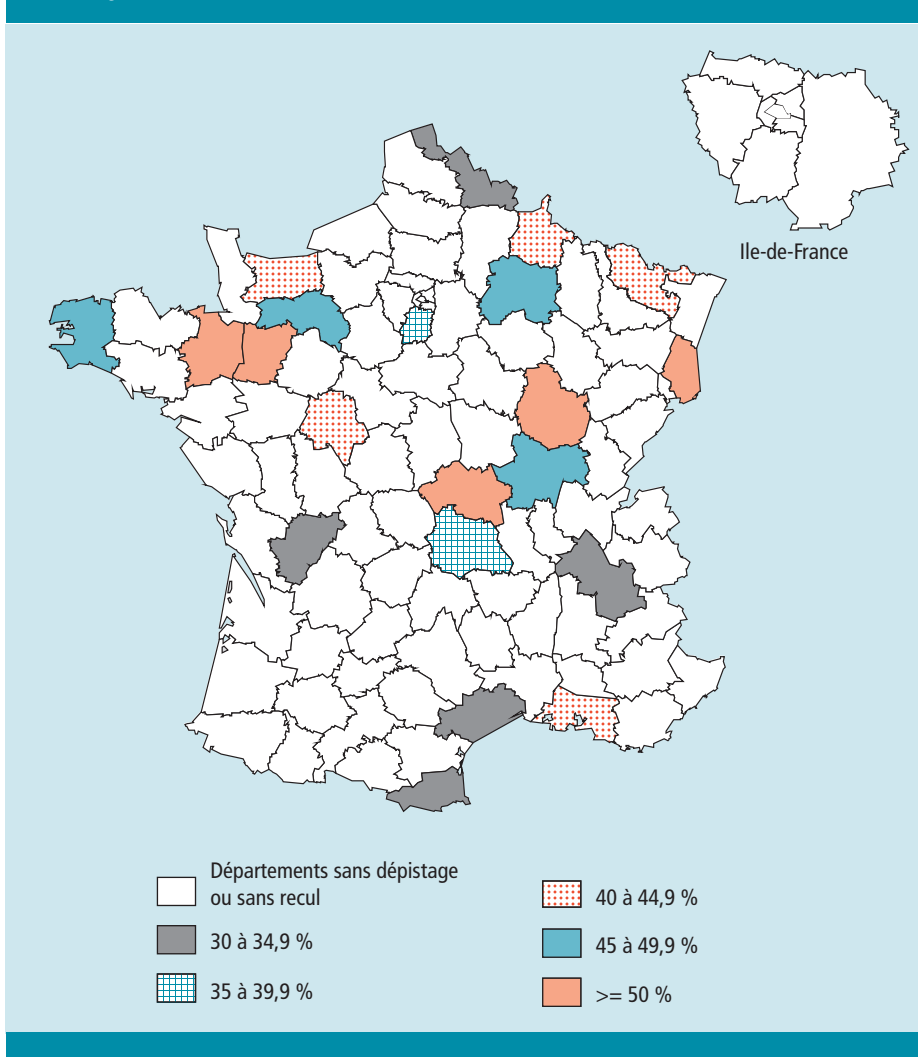 Ile-de-France
Départements sans dépistage
ou sans recul
30 à 34,9 %
35 à 39,9 %
40 à 44,9 %
45 à 49,9 %
>= 50 %